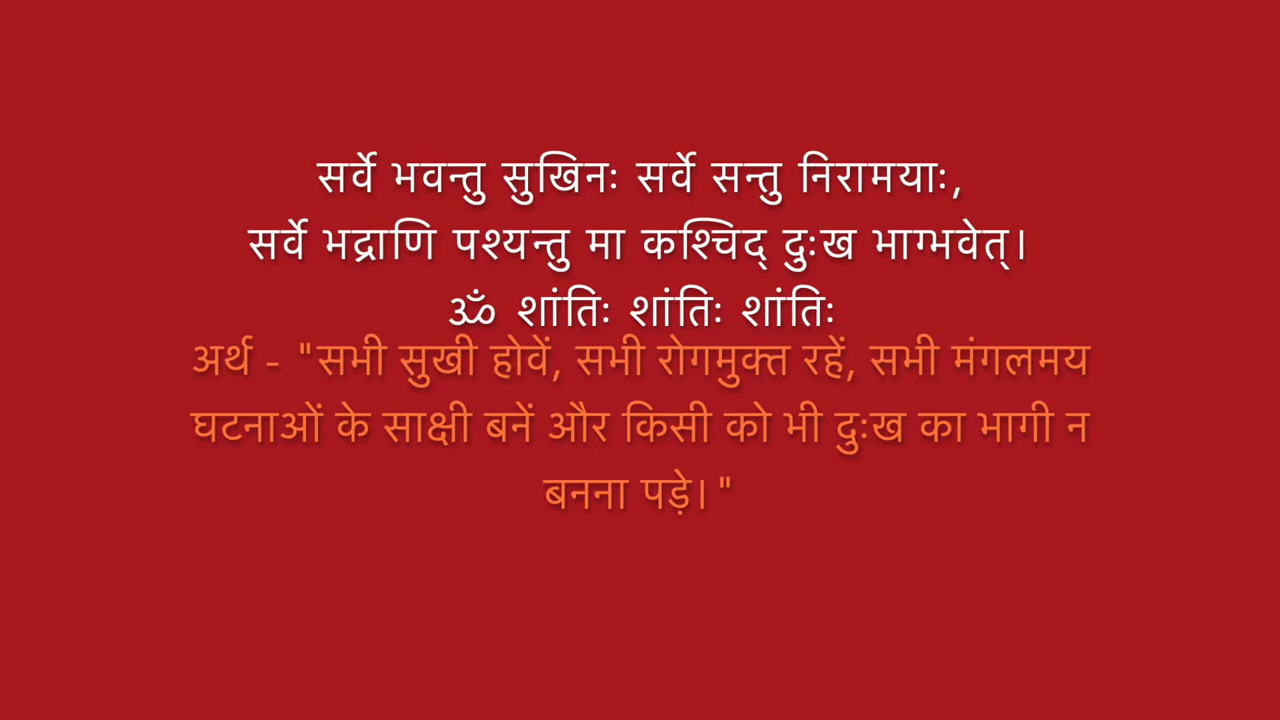 सर्वे भवन्तु सुखिनः सर्वे सन्तु निरामयाः,
सर्वे भद्राणि पश्यन्तु मा कश्चिद् दुःख भाग्भवेत्।
ॐ शांतिः शांतिः शांतिः
अर्थ - "सभी सुखी होवें, सभी रोगमुक्त रहें, सभी मंगलमय
घटनाओं के साक्षी बनें और किसी को भी दुःख का भागी न
बनना पड़े। "